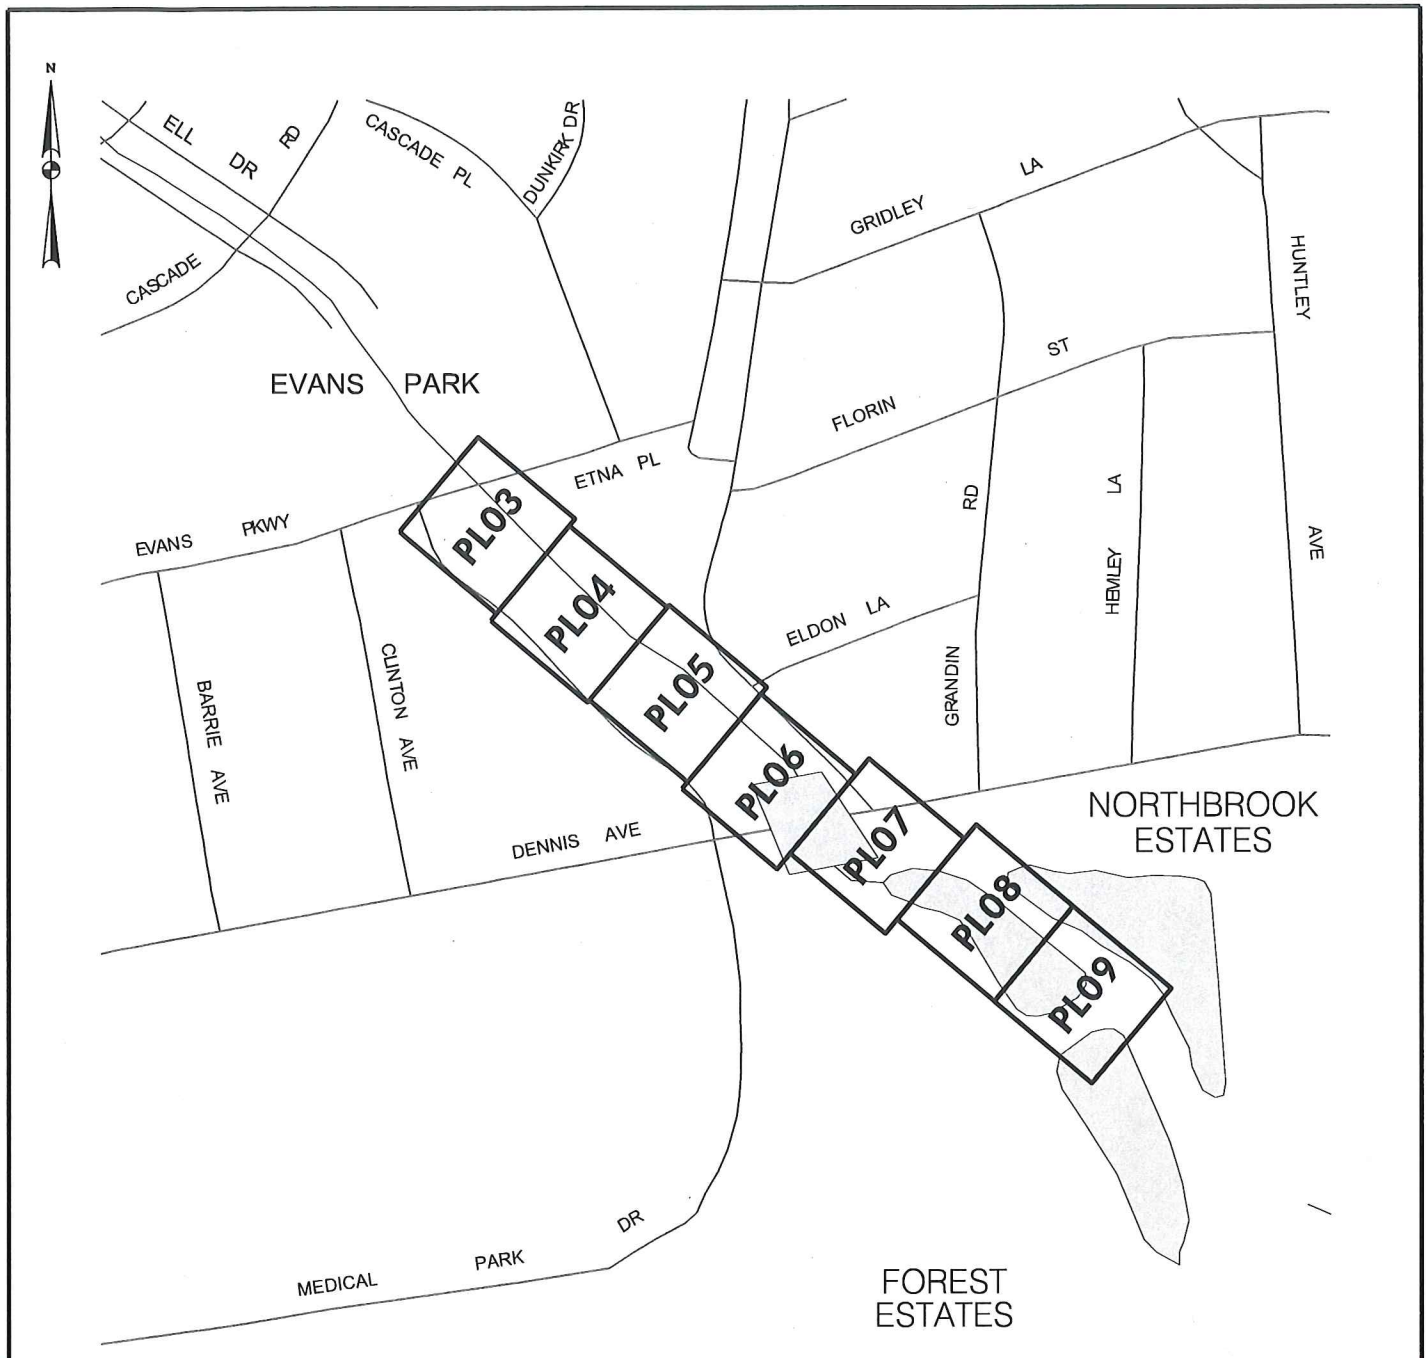 N
ELL DR
RD
CASCADE PL
DUNKIRK DR
CASCADE
GRIDLEY LA
HUNTLEY AVE
EVANS PARK
FLORIN ST
ETNA PL
EVANS PKWY
PL03
PL04
PL05
PL06
PL07
PL08
PL09
BARRIE AVE
CLINTON AVE
ELDON LA
GRANDIN RD
HEMLEY LA
DENNIS AVE
NORTHBROOK
ESTATES
MEDICAL PARK DR
FOREST
ESTATES